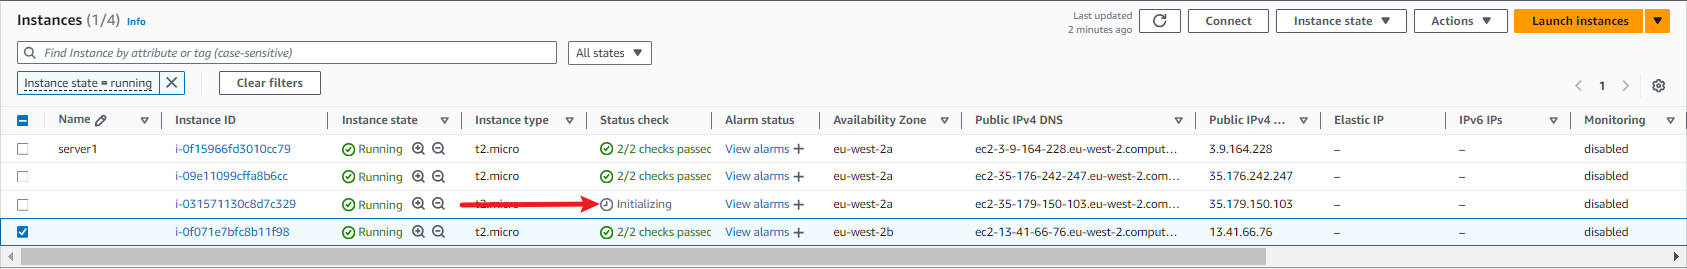 Instances (1/4) Info
Last updated
2 minutes ago
Connect
Instance state
Actions
Launch instances
Find Instance by attribute or tag (case-sensitive)
All states
Instance state = running
Clear filters
1
Name Instance ID Instance state Instance type Status check Alarm status Availability Zone Public IPv4 DNS Public IPv4 ... Elastic IP IPv6 IPs Monitoring
server1 i-0f15966fd3010cc79 Running t2.micro 2/2 checks passec View alarms + eu-west-2a ec2-3-9-164-228.eu-west-2.comput... 3.9.164.228 – – disabled
i-09e11099cffa8b6cc Running t2.micro 2/2 checks passec View alarms + eu-west-2a ec2-35-176-242-247.eu-west-2.com... 35.176.242.247 – – disabled
i-031571130c8d7c329 Running t2.micro Initializing View alarms + eu-west-2a ec2-35-179-150-103.eu-west-2.com... 35.179.150.103 – – disabled
i-0f071e7bfc8b11f98 Running t2.micro 2/2 checks passec View alarms + eu-west-2b ec2-13-41-66-76.eu-west-2.comput... 13.41.66.76 – – disabled